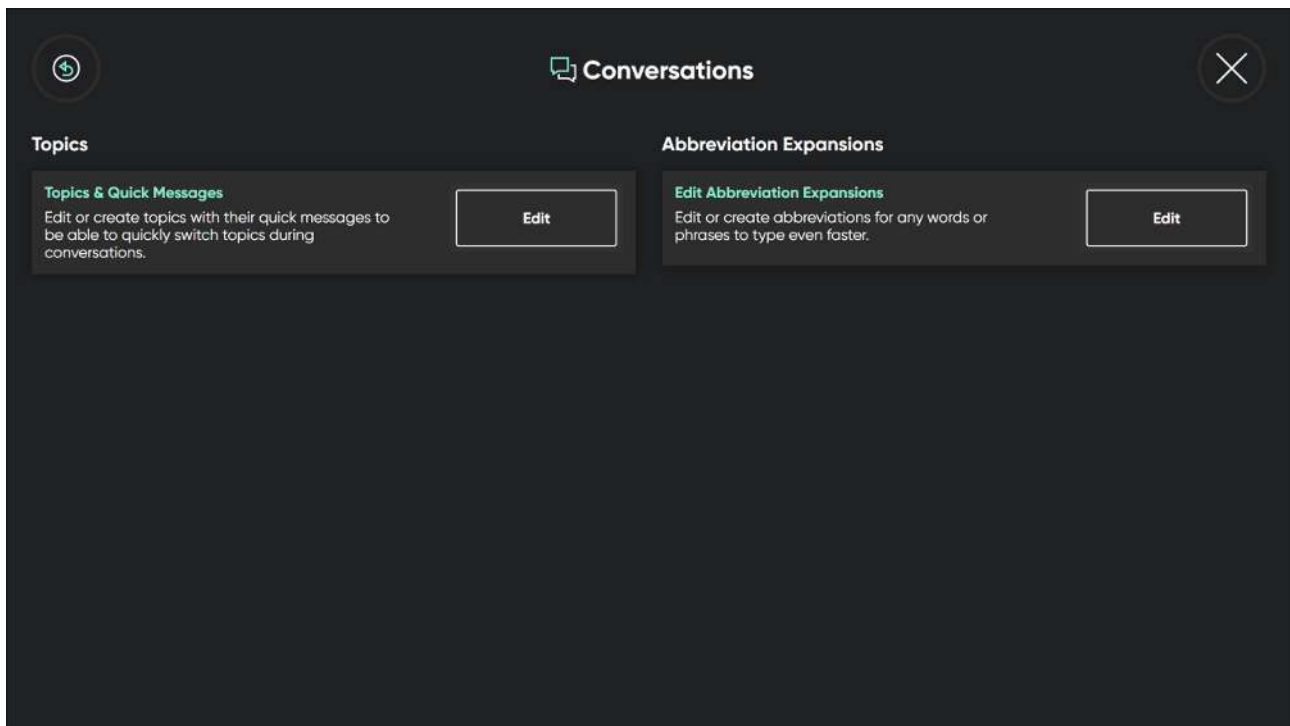 Conversations
Topics
Topics & Quick Messages
Edit or create topics with their quick messages to
be able to quickly switch topics during
conversations.
Edit
Abbreviation Expansions
Edit Abbreviation Expansions
Edit or create abbreviations for any words or
phrases to type even faster.
Edit